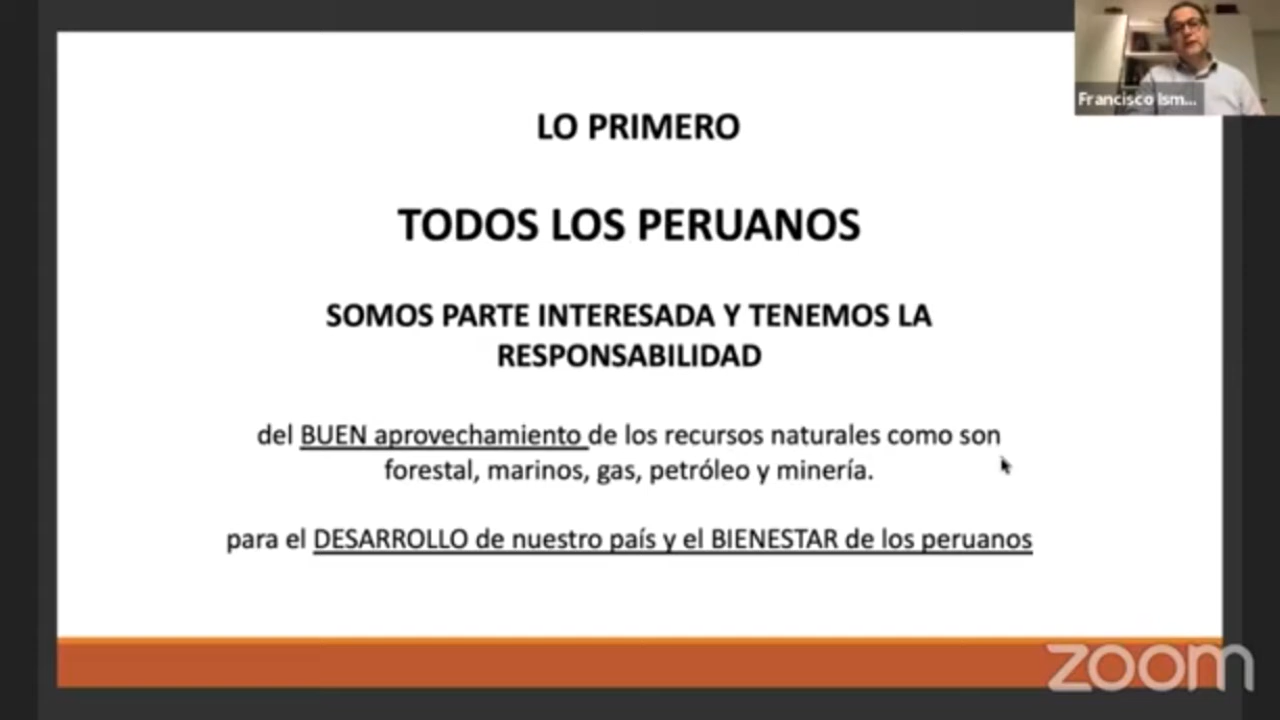 Francisco Ism...
LO PRIMERO
TODOS LOS PERUANOS
SOMOS PARTE INTERESADA Y TENEMOS LA
RESPONSABILIDAD
del BUEN aprovechamiento de los recursos naturales como son
forestal, marinos, gas, petróleo y minería.
para el DESARROLLO de nuestro país y el BIENESTAR de los peruanos
zoom